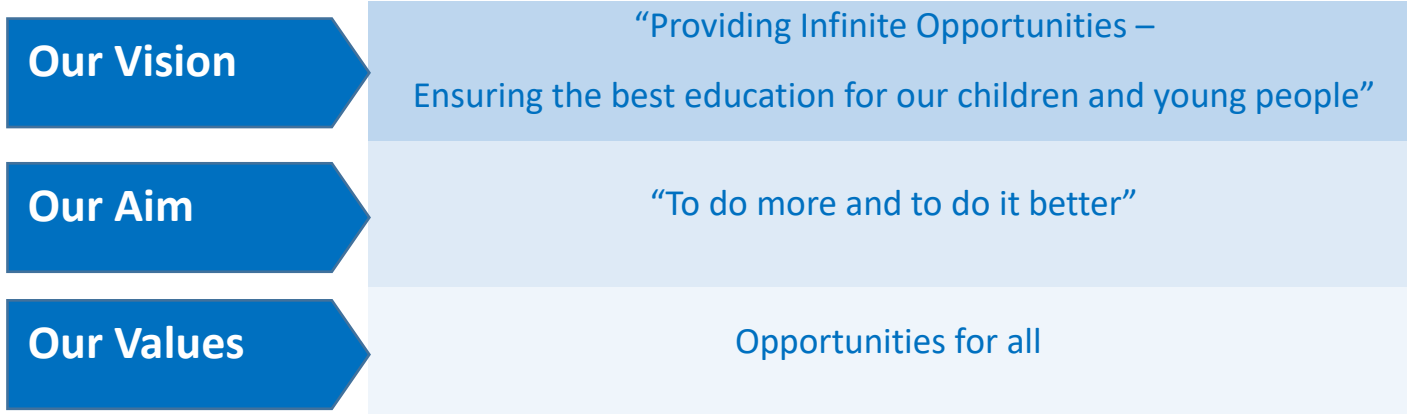 Our Vision
“Providing Infinite Opportunities –
Ensuring the best education for our children and young people”
Our Aim
“To do more and to do it better”
Our Values
Opportunities for all